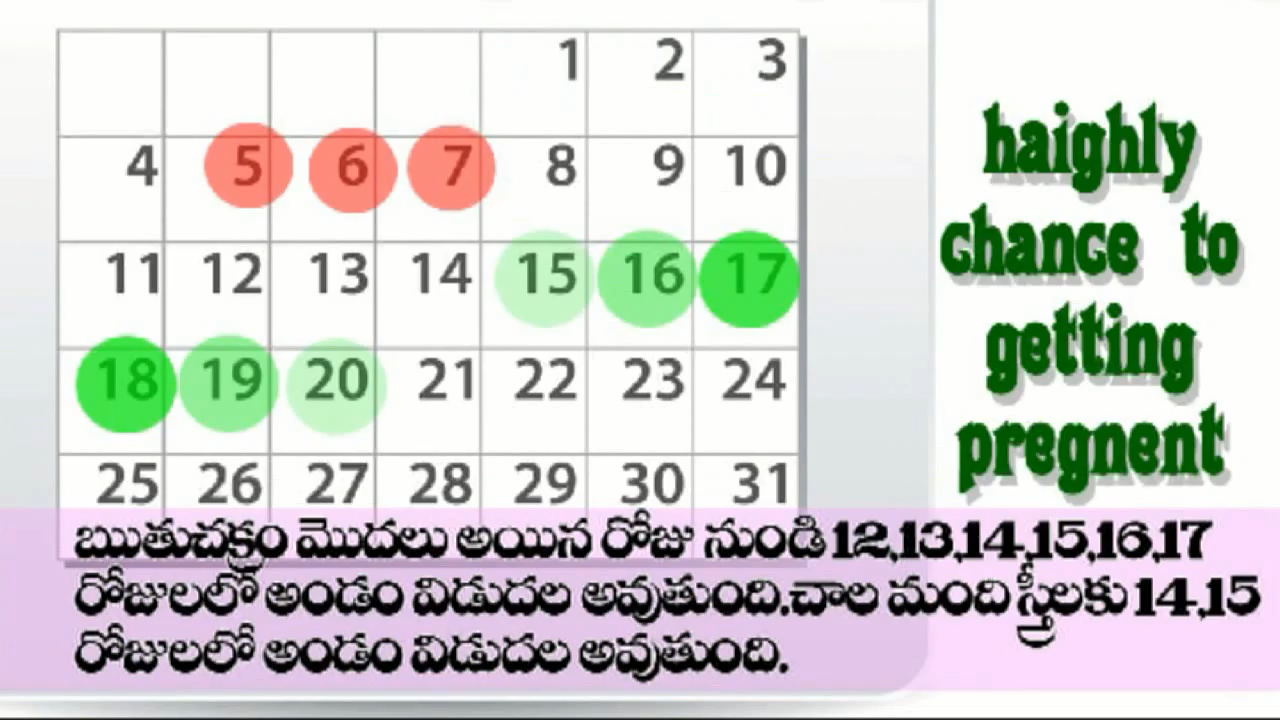 1 2 3
4 5 6 7 8 9 10
11 12 13 14 15 16 17
18 19 20 21 22 23 24
25 26 27 28 29 30 31
haighly
chance to
getting
pregnent
ఋతుచక్రం మొదలు అయిన రోజు నుండి 12,13,14,15,16,17
రోజులలో అండం విడుదల అవుతుంది.చాల మంది స్త్రీలకు 14,15
రోజులలో అండం విడుదల అవుతుంది.